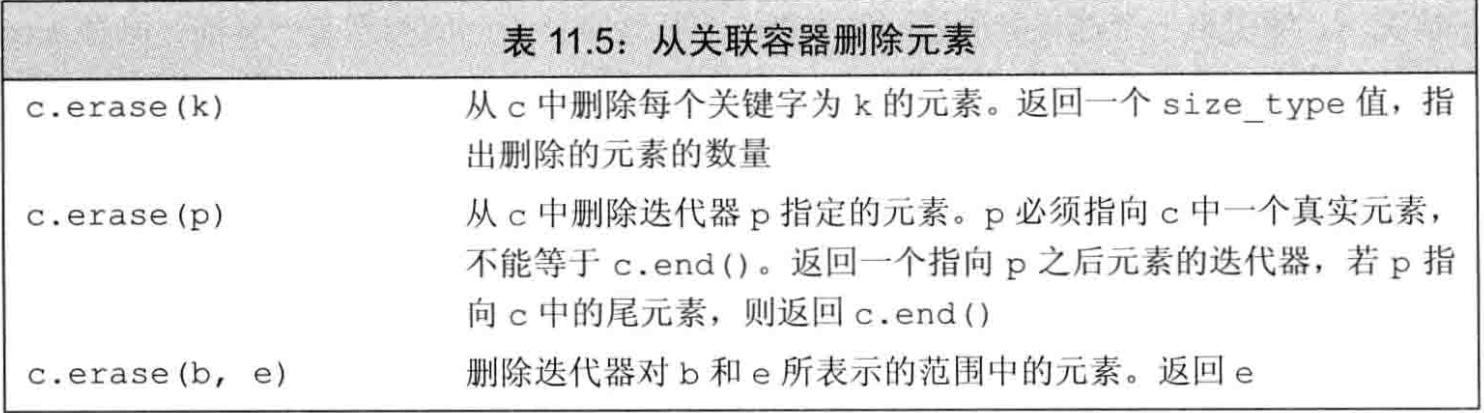 表 11.5：从关联容器删除元素
c.erase(k) 从 c 中删除每个关键字为 k 的元素。返回一个 size_type 值，指
出删除的元素的数量
c.erase(p) 从 c 中删除迭代器 p 指定的元素。p 必须指向 c 中一个真实元素，
不能等于 c.end()。返回一个指向 p 之后元素的迭代器，若 p 指
向 c 中的尾元素，则返回 c.end()
c.erase(b, e) 删除迭代器对 b 和 e 所表示的范围中的元素。返回 e